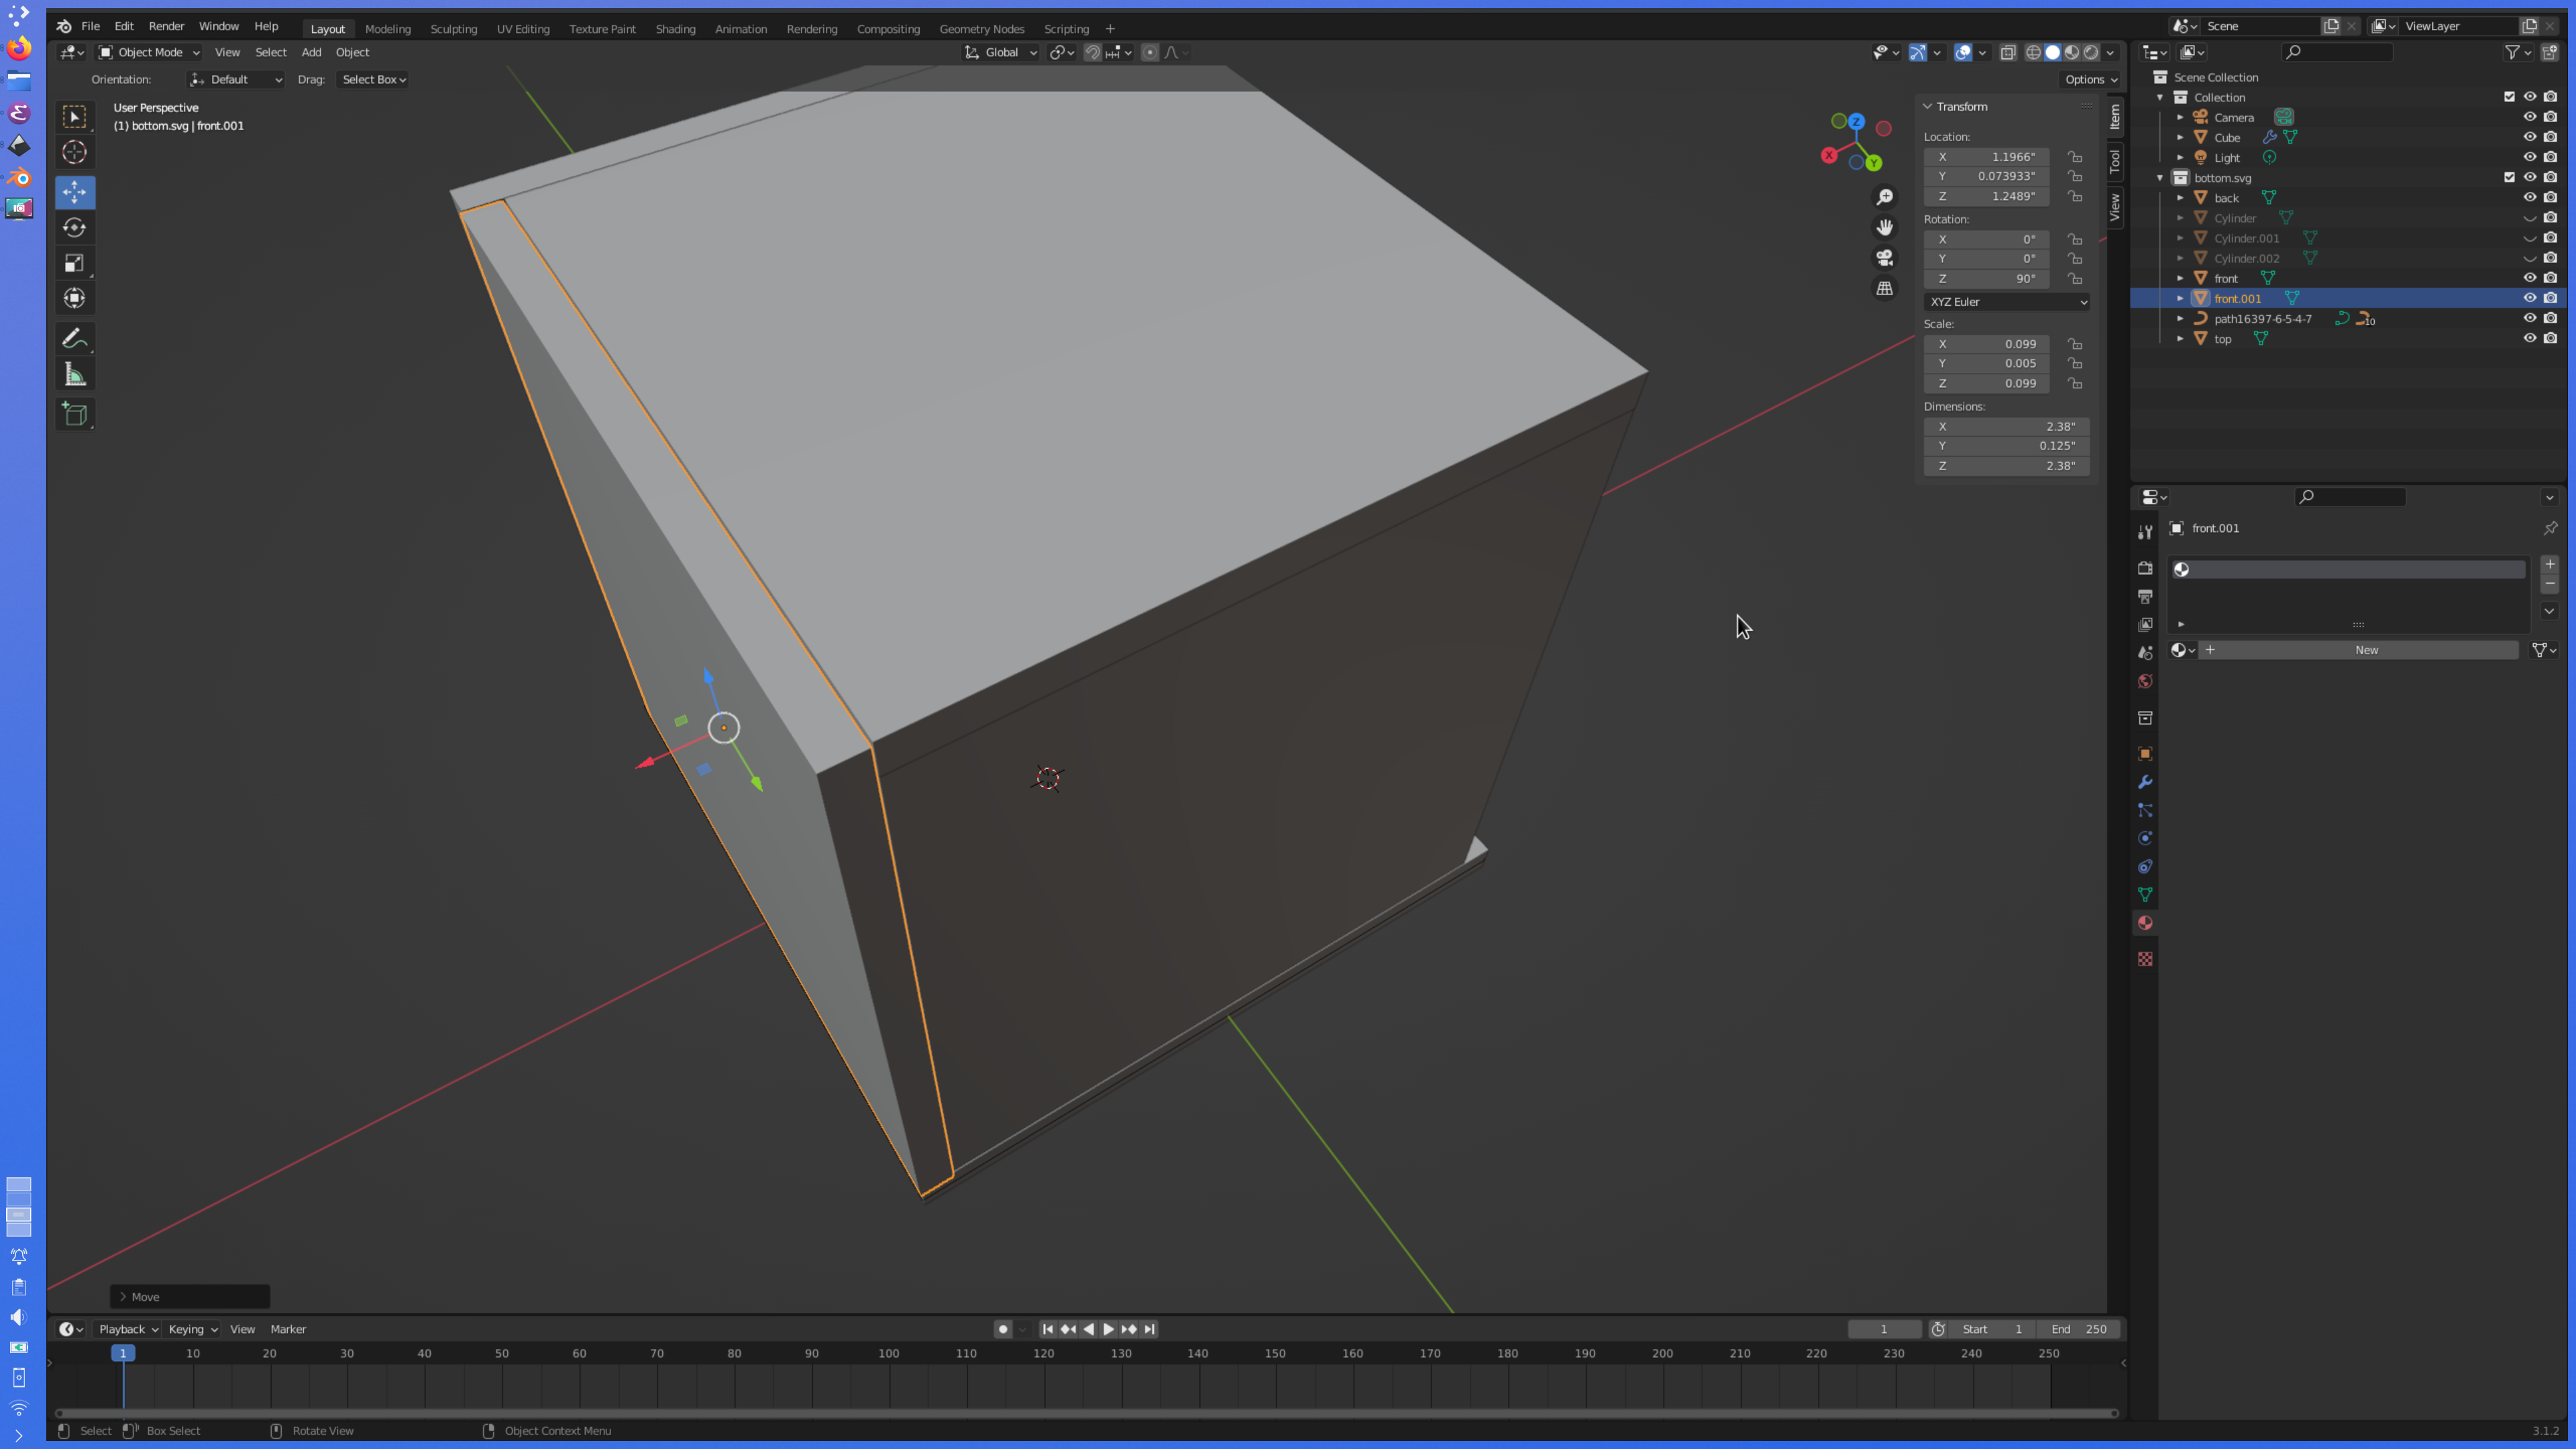 File Edit Render Window Help Layout Modeling Sculpting UV Editing Texture Paint Shading Animation Rendering Compositing Geometry Nodes Scripting + Scene ViewLayer
Object Mode View Select Add Object Global
Orientation: Default Drag: Select Box Options
User Perspective
(1) bottom.svg | front.001
Z
X
Y
Transform
Location:
X 1.1966"
Y 0.073933"
Z 1.2489"
Rotation:
X 0°
Y 0°
Z 90°
XYZ Euler
Scale:
X 0.099
Y 0.005
Z 0.099
Dimensions:
X 2.38"
Y 0.125"
Z 2.38"
Item
Tool
View
Scene Collection
Collection
Camera
Cube
Light
bottom.svg
back
Cylinder
Cylinder.001
Cylinder.002
front
front.001
path16397-6-5-4-7 10
top
front.001
+ New
Move
Playback Keying View Marker 1 Start 1 End 250
1 10 20 30 40 50 60 70 80 90 100 110 120 130 140 150 160 170 180 190 200 210 220 230 240 250
Select Box Select Rotate View Object Context Menu 3.1.2